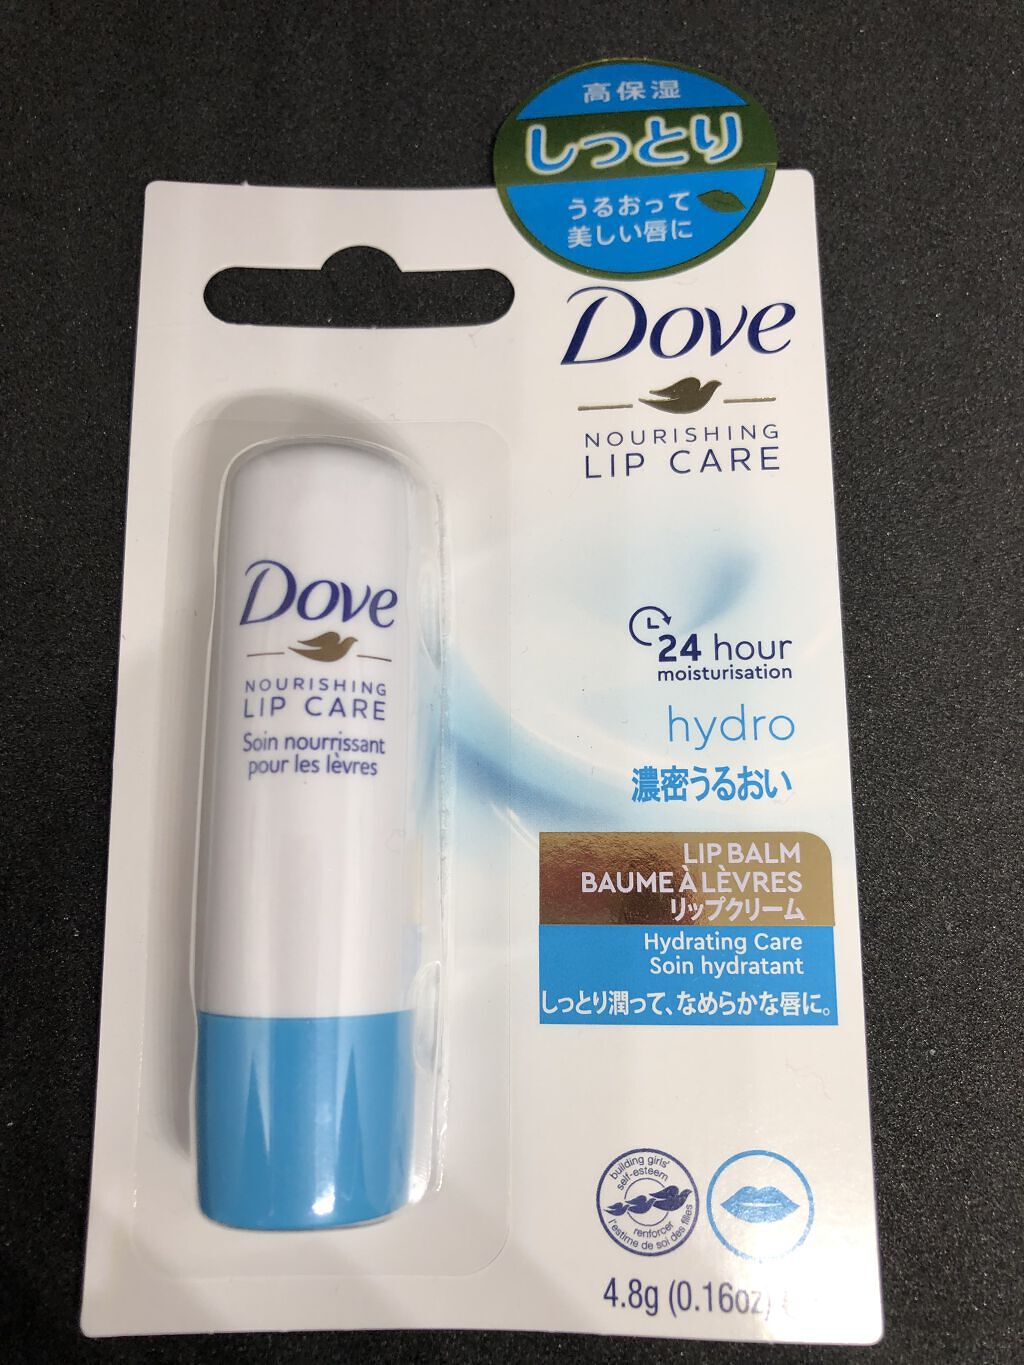 高保湿
しっとり
うるおって
美しい唇に
Dove
NOURISHING
LIP CARE
24 hour
moisturisation
hydro
濃密うるおい
LIP BALM
BAUME À LÈVRES
リップクリーム
Hydrating Care
Soin hydratant
しっとり潤って、なめらかな唇に。
building girls'
self-esteem
renforcer
l'estime de soi des filles
4.8g (0.16oz)
Dove
NOURISHING
LIP CARE
Soin nourrissant
pour les lèvres